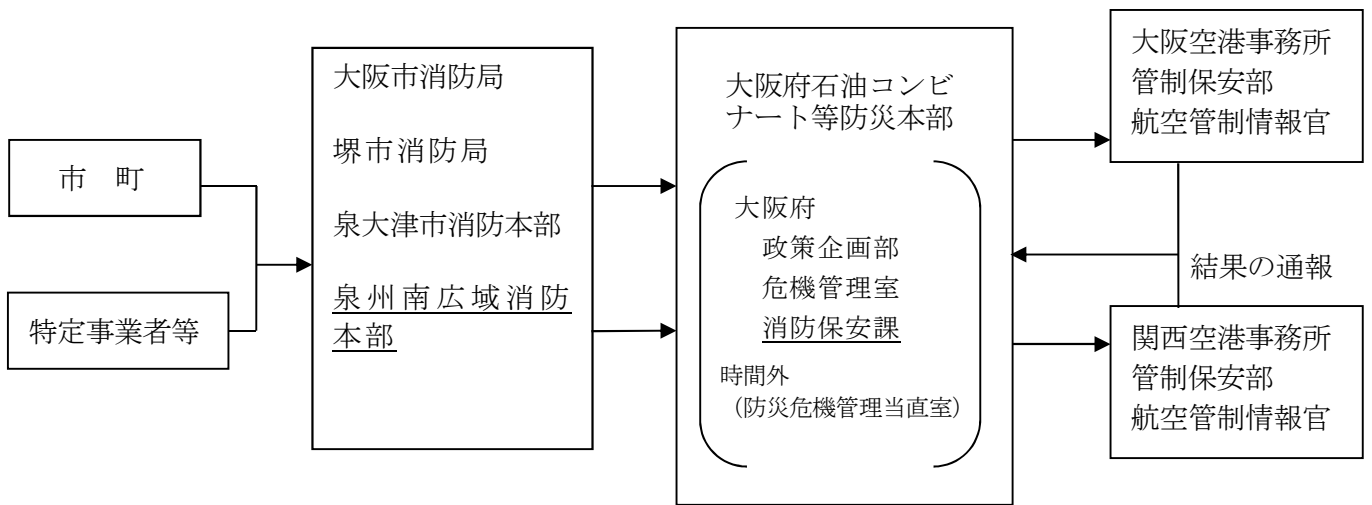 市　町
特定事業者等
大阪市消防局
堺市消防局
泉大津市消防本部
泉州南広域消防
本部
大阪府石油コンビ
ナート等防災本部
大阪府
政策企画部
危機管理室
消防保安課
時間外
（防災危機管理当直室）
大阪空港事務所
管制保安部
航空管制情報官
結果の通報
関西空港事務所
管制保安部
航空管制情報官